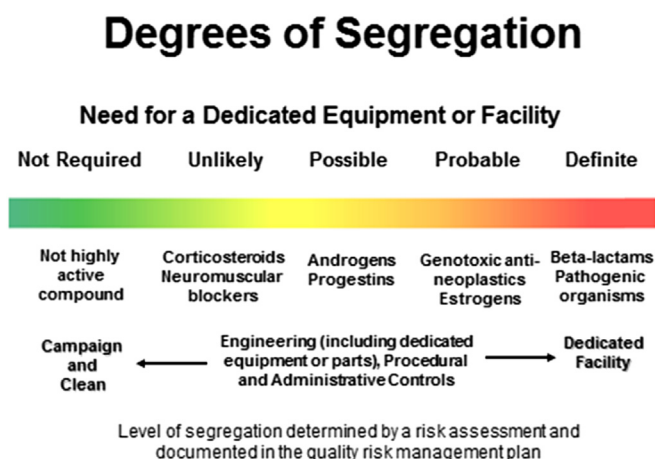 Degrees of Segregation
Need for a Dedicated Equipment or Facility
Not Required Unlikely Possible Probable Definite
Not highly
active
compound
Corticosteroids
Neuromuscular
blockers
Androgens
Progestins
Genotoxic anti-
neoplastics
Estrogens
Beta-lactams
Pathogenic
organisms
Campaign
and
Clean
Engineering (including dedicated
equipment or parts), Procedural
and Administrative Controls
Dedicated
Facility
Level of segregation determined by a risk assessment and
documented in the quality risk management plan